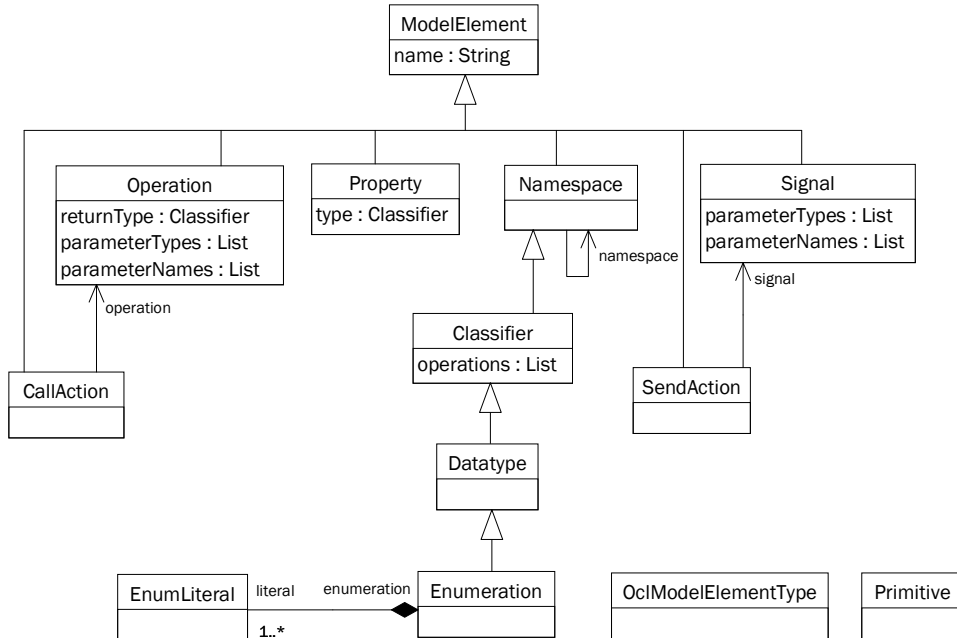 ModelElement
name : String
Operation
returnType : Classifier
parameterTypes : List
parameterNames : List
Property
type : Classifier
Namespace
namespace
Signal
parameterTypes : List
parameterNames : List
operation
signal
Classifier
operations : List
CallAction
SendAction
Datatype
EnumLiteral
literal
enumeration
1..*
Enumeration
OclModelElementType
Primitive